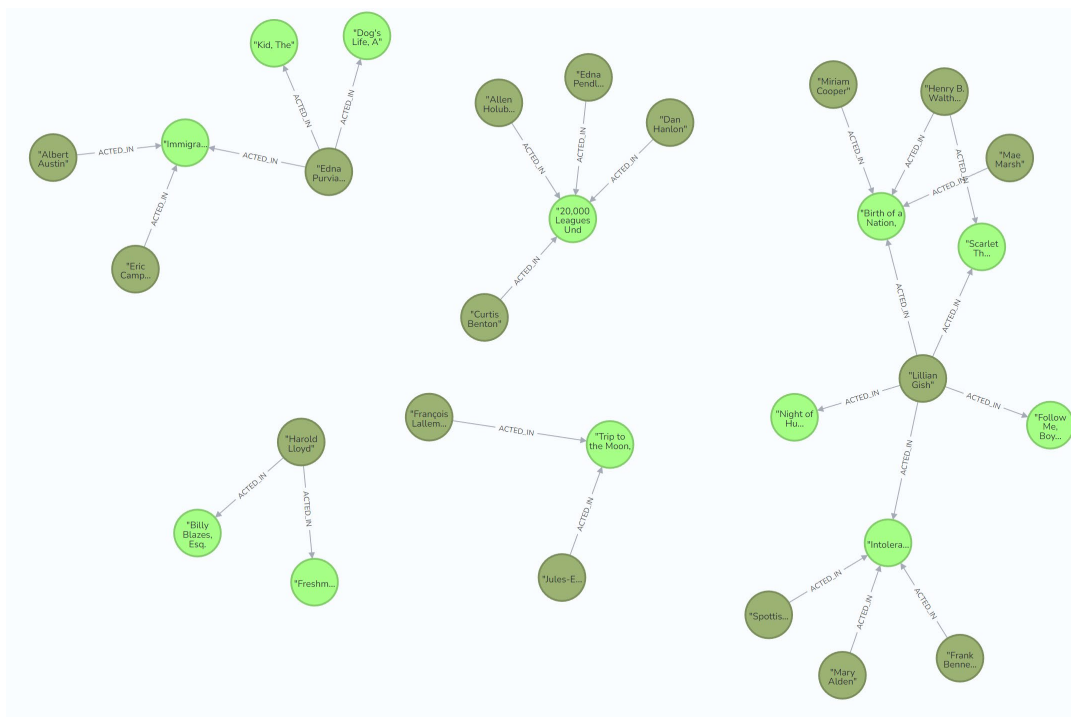 "Kid, The"
"Dog's
Life, A"
ACTED_IN
ACTED_IN
"Albert
Austin"
ACTED_IN
"Immigra...
ACTED_IN
"Edna
Purvia...
ACTED_IN
"Eric
Camp...
"Allen
Holub...
"Edna
Pendl...
"Dan
Hanlon"
ACTED_IN
ACTED_IN
ACTED_IN
"20,000
Leagues
Und
ACTED_IN
"Curtis
Benton"
"Miriam
Cooper"
"Henry B.
Walth...
"Mae
Marsh"
ACTED_IN
ACTED_IN
ACTED_IN
ACTED_IN
"Birth of a
Nation,
"Scarlet
Th...
ACTED_IN
ACTED_IN
"Lillian
Gish"
ACTED_IN
ACTED_IN
"Night of
Hu...
"Follow
Me,
Boy...
ACTED_IN
"Intolera...
ACTED_IN
ACTED_IN
ACTED_IN
"Spottis...
"Mary
Alden"
"Frank
Benne...
"Harold
Lloyd"
ACTED_IN
ACTED_IN
"Billy
Blazes,
Esq.
"Freshm...
"François
Lallem...
ACTED_IN
"Trip to
the Moon,
ACTED_IN
"Jules-E...